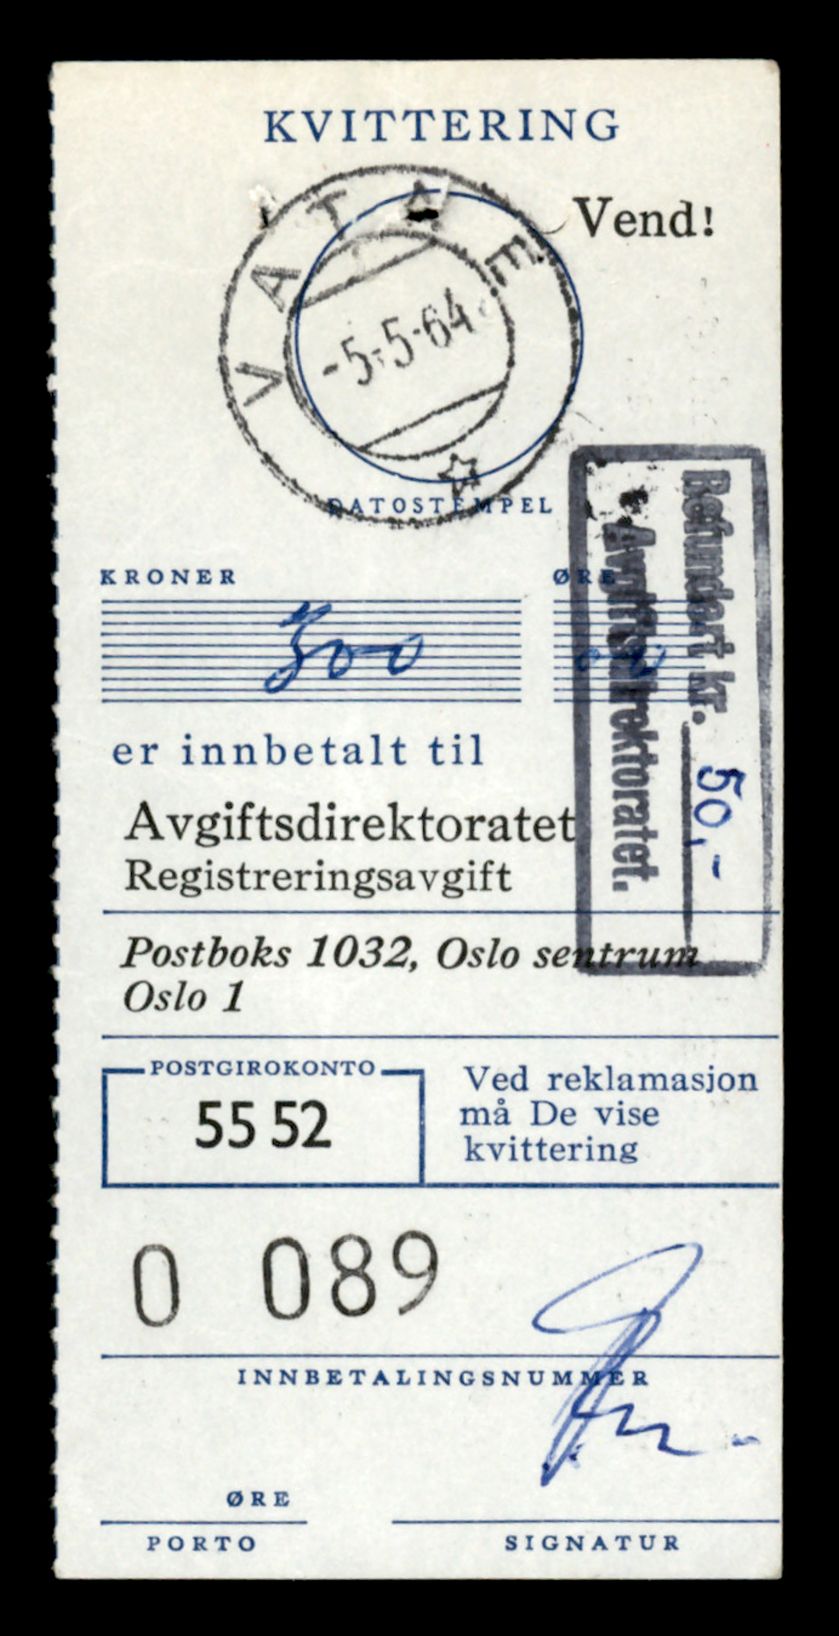 KVITTERING
Vend!
VATNE
-5.-5-64
DATOSTEMPEL
KRONER ØRE
300 00
Refundert kr. 50,-
Avgiftsdirektoratet.
er innbetalt til
Avgiftsdirektoratet
Registreringsavgift
Postboks 1032, Oslo sentrum
Oslo 1
POSTGIROKONTO
55 52
Ved reklamasjon
må De vise
kvittering
0 089
INNBETALINGSNUMMER
ØRE
PORTO
SIGNATUR